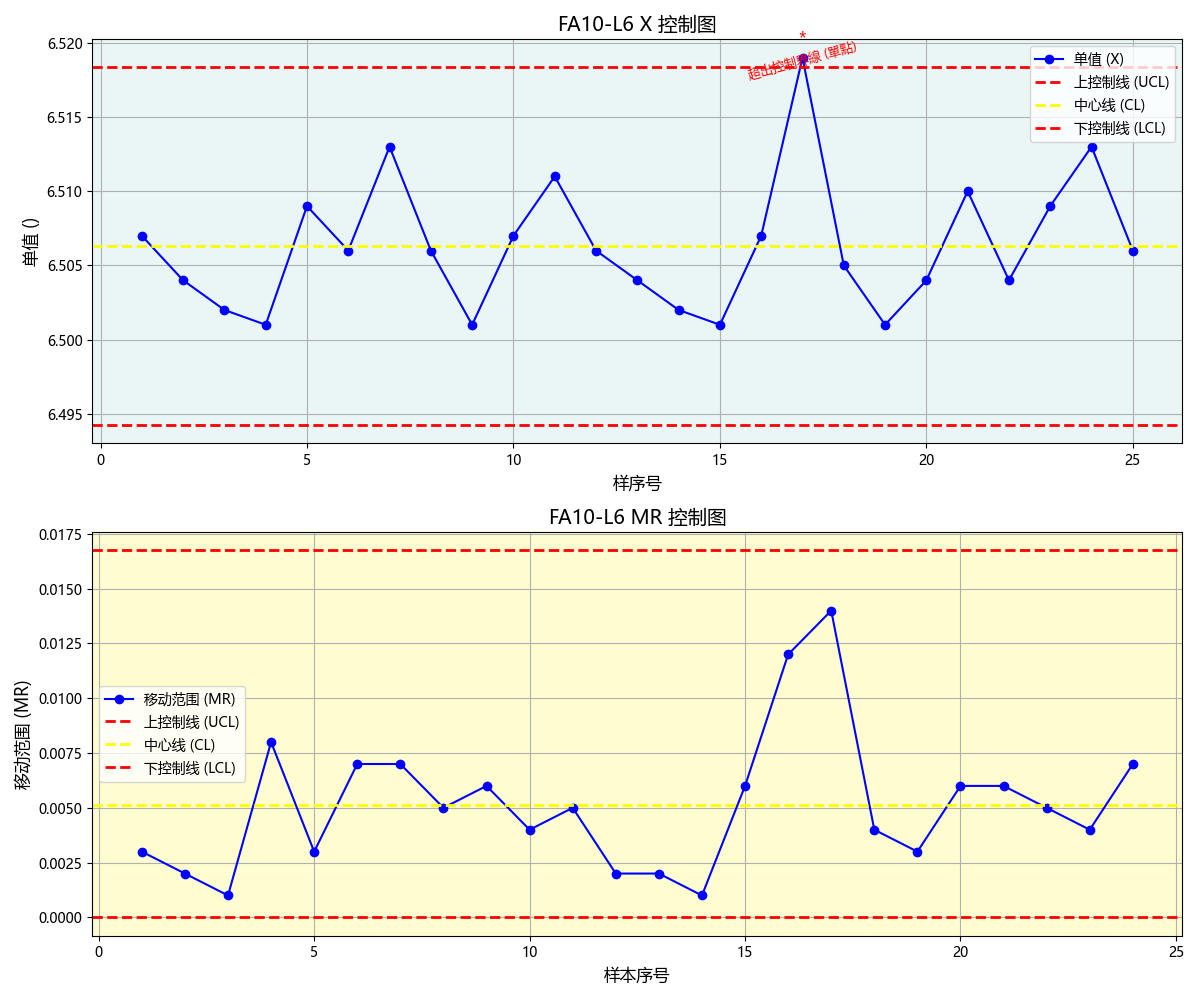 FA10-L6 X 控制图
*
超出控制界線 (單點)
单值 (X)
上控制线 (UCL)
中心线 (CL)
下控制线 (LCL)
单值 ()
6.520
6.515
6.510
6.505
6.500
6.495
0 5 10 15 20 25
样序号
FA10-L6 MR 控制图
移动范围 (MR)
0.0175
0.0150
0.0125
0.0100
0.0075
0.0050
0.0025
0.0000
移动范围 (MR)
上控制线 (UCL)
中心线 (CL)
下控制线 (LCL)
0 5 10 15 20 25
样本序号